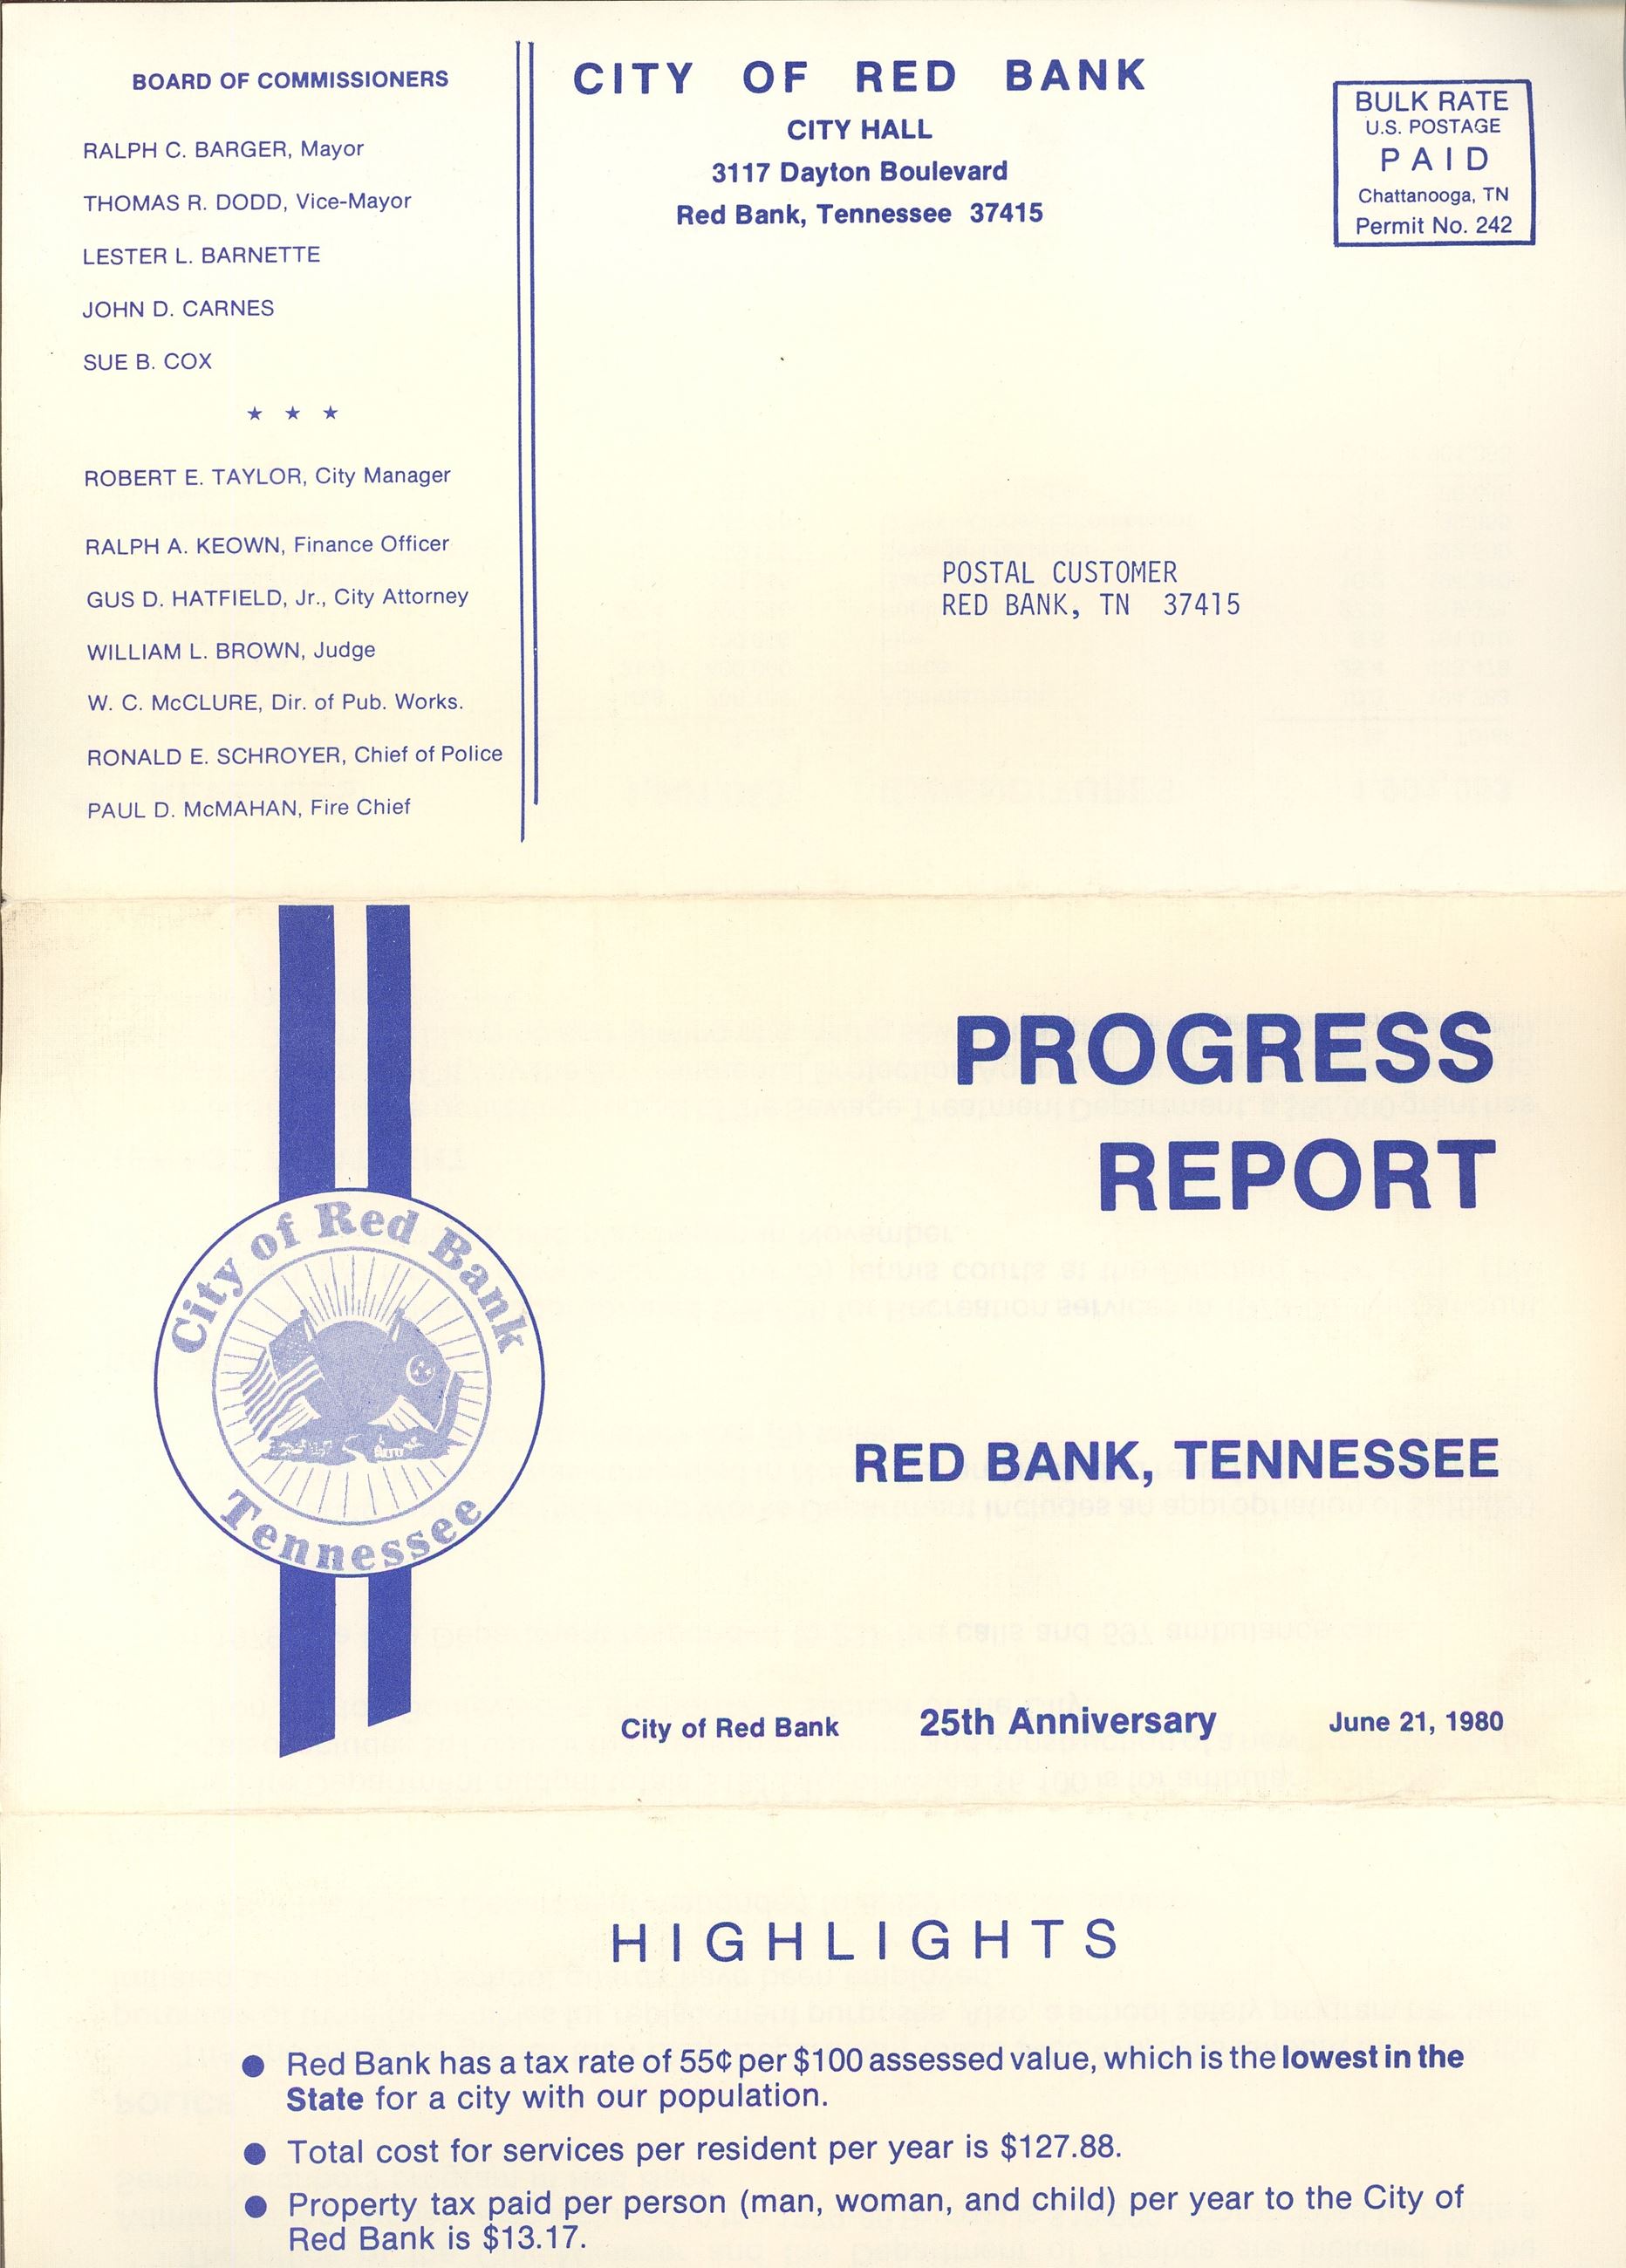 BOARD OF COMMISSIONERS
RALPH C. BARGER, Mayor
THOMAS R. DODD, Vice-Mayor
LESTER L. BARNETTE
JOHN D. CARNES
SUE B. COX
★ ★ ★
ROBERT E. TAYLOR, City Manager
RALPH A. KEOWN, Finance Officer
GUS D. HATFIELD, Jr., City Attorney
WILLIAM L. BROWN, Judge
W. C. McCLURE, Dir. of Pub. Works.
RONALD E. SCHROYER, Chief of Police
PAUL D. McMAHAN, Fire Chief
CITY OF RED BANK
CITY HALL
3117 Dayton Boulevard
Red Bank, Tennessee 37415
BULK RATE
U.S. POSTAGE
PAID
Chattanooga, TN
Permit No. 242
POSTAL CUSTOMER
RED BANK, TN 37415
City of Red Bank
Tennessee
PROGRESS
REPORT
RED BANK, TENNESSEE
City of Red Bank 25th Anniversary June 21, 1980
HIGHLIGHTS
● Red Bank has a tax rate of 55¢ per $100 assessed value, which is the lowest in the
State for a city with our population.
● Total cost for services per resident per year is $127.88.
● Property tax paid per person (man, woman, and child) per year to the City of
Red Bank is $13.17.